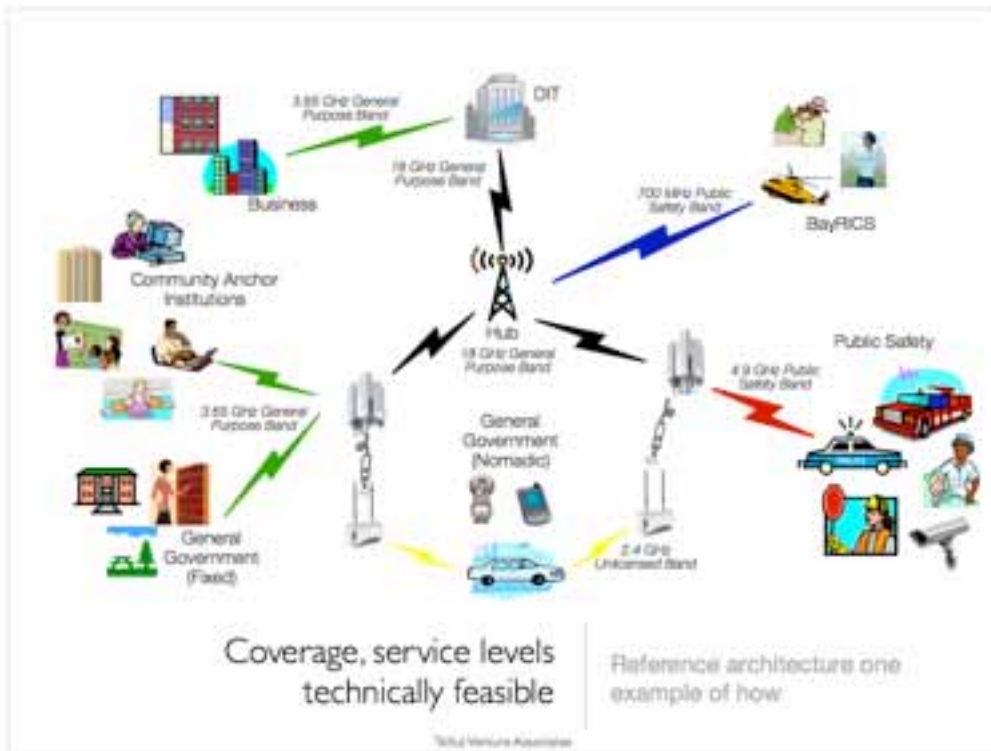 DIT
3.65 GHz General
Purpose Band
18 GHz General
Purpose Band
Business
700 MHz Public
Safety Band
BayRICS
Community Anchor
Institutions
Hub
18 GHz General
Purpose Band
Public Safety
4.9 GHz Public
Safety Band
3.65 GHz General
Purpose Band
General
Government
(Nomadic)
General
Government
(Fixed)
2.4 GHz
Unlicensed Band
Coverage, service levels
technically feasible
Reference architecture one
example of how
Venture Associates